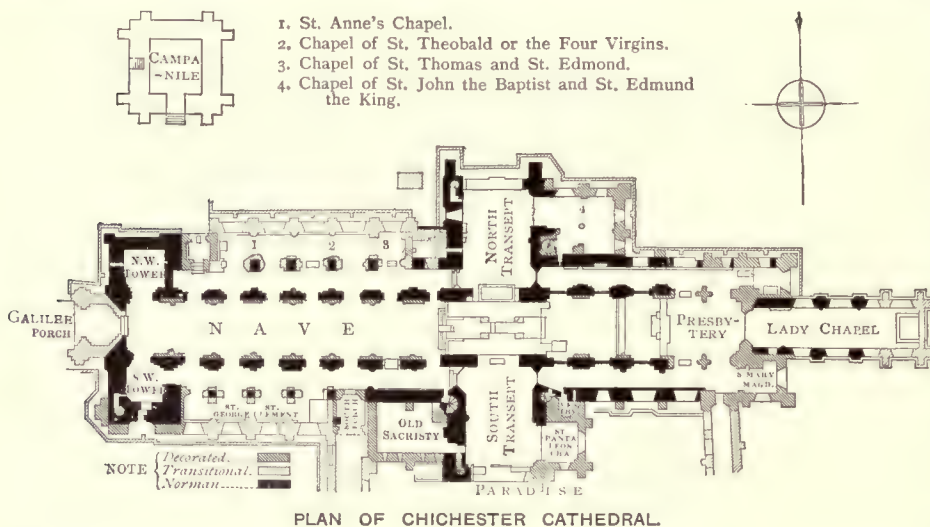 1. St. Anne's Chapel.
2. Chapel of St. Theobald or the Four Virgins.
3. Chapel of St. Thomas and St. Edmond.
4. Chapel of St. John the Baptist and St. Edmund
the King.
CAMPA
-NILE
N.W.
TOWER
1
2
3
4
NORTH
TRANSEPT
GALILEE
PORCH
NAVE
PRESBY-
TERY
LADY CHAPEL
S MARY
MAGD.
S.W.
TOWER
ST.
GEORGE
ST.
CLEMENT
SOUTH
OLD
SACRISTY
SOUTH
TRANSEPT
ST
PANTA
LEON'S
PARADISE
NOTE
Decorated.
Transitional.
Norman
PLAN OF CHICHESTER CATHEDRAL.